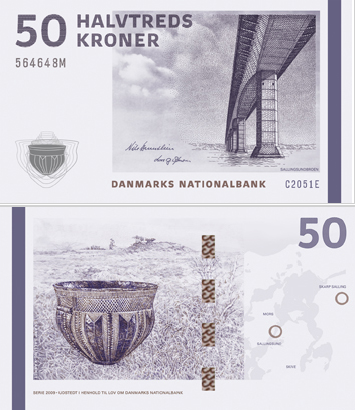 50 HALVTREDS
KRONER
564648M
SALLINGSUNDBROEN
DANMARKS NATIONALBANK C2051E
50
SKARP SALLING
MORS
SALLINGSUND
SKIVE
SERIE 2009 • UDSTEDT I HENHOLD TIL LOV OM DANMARKS NATIONALBANK